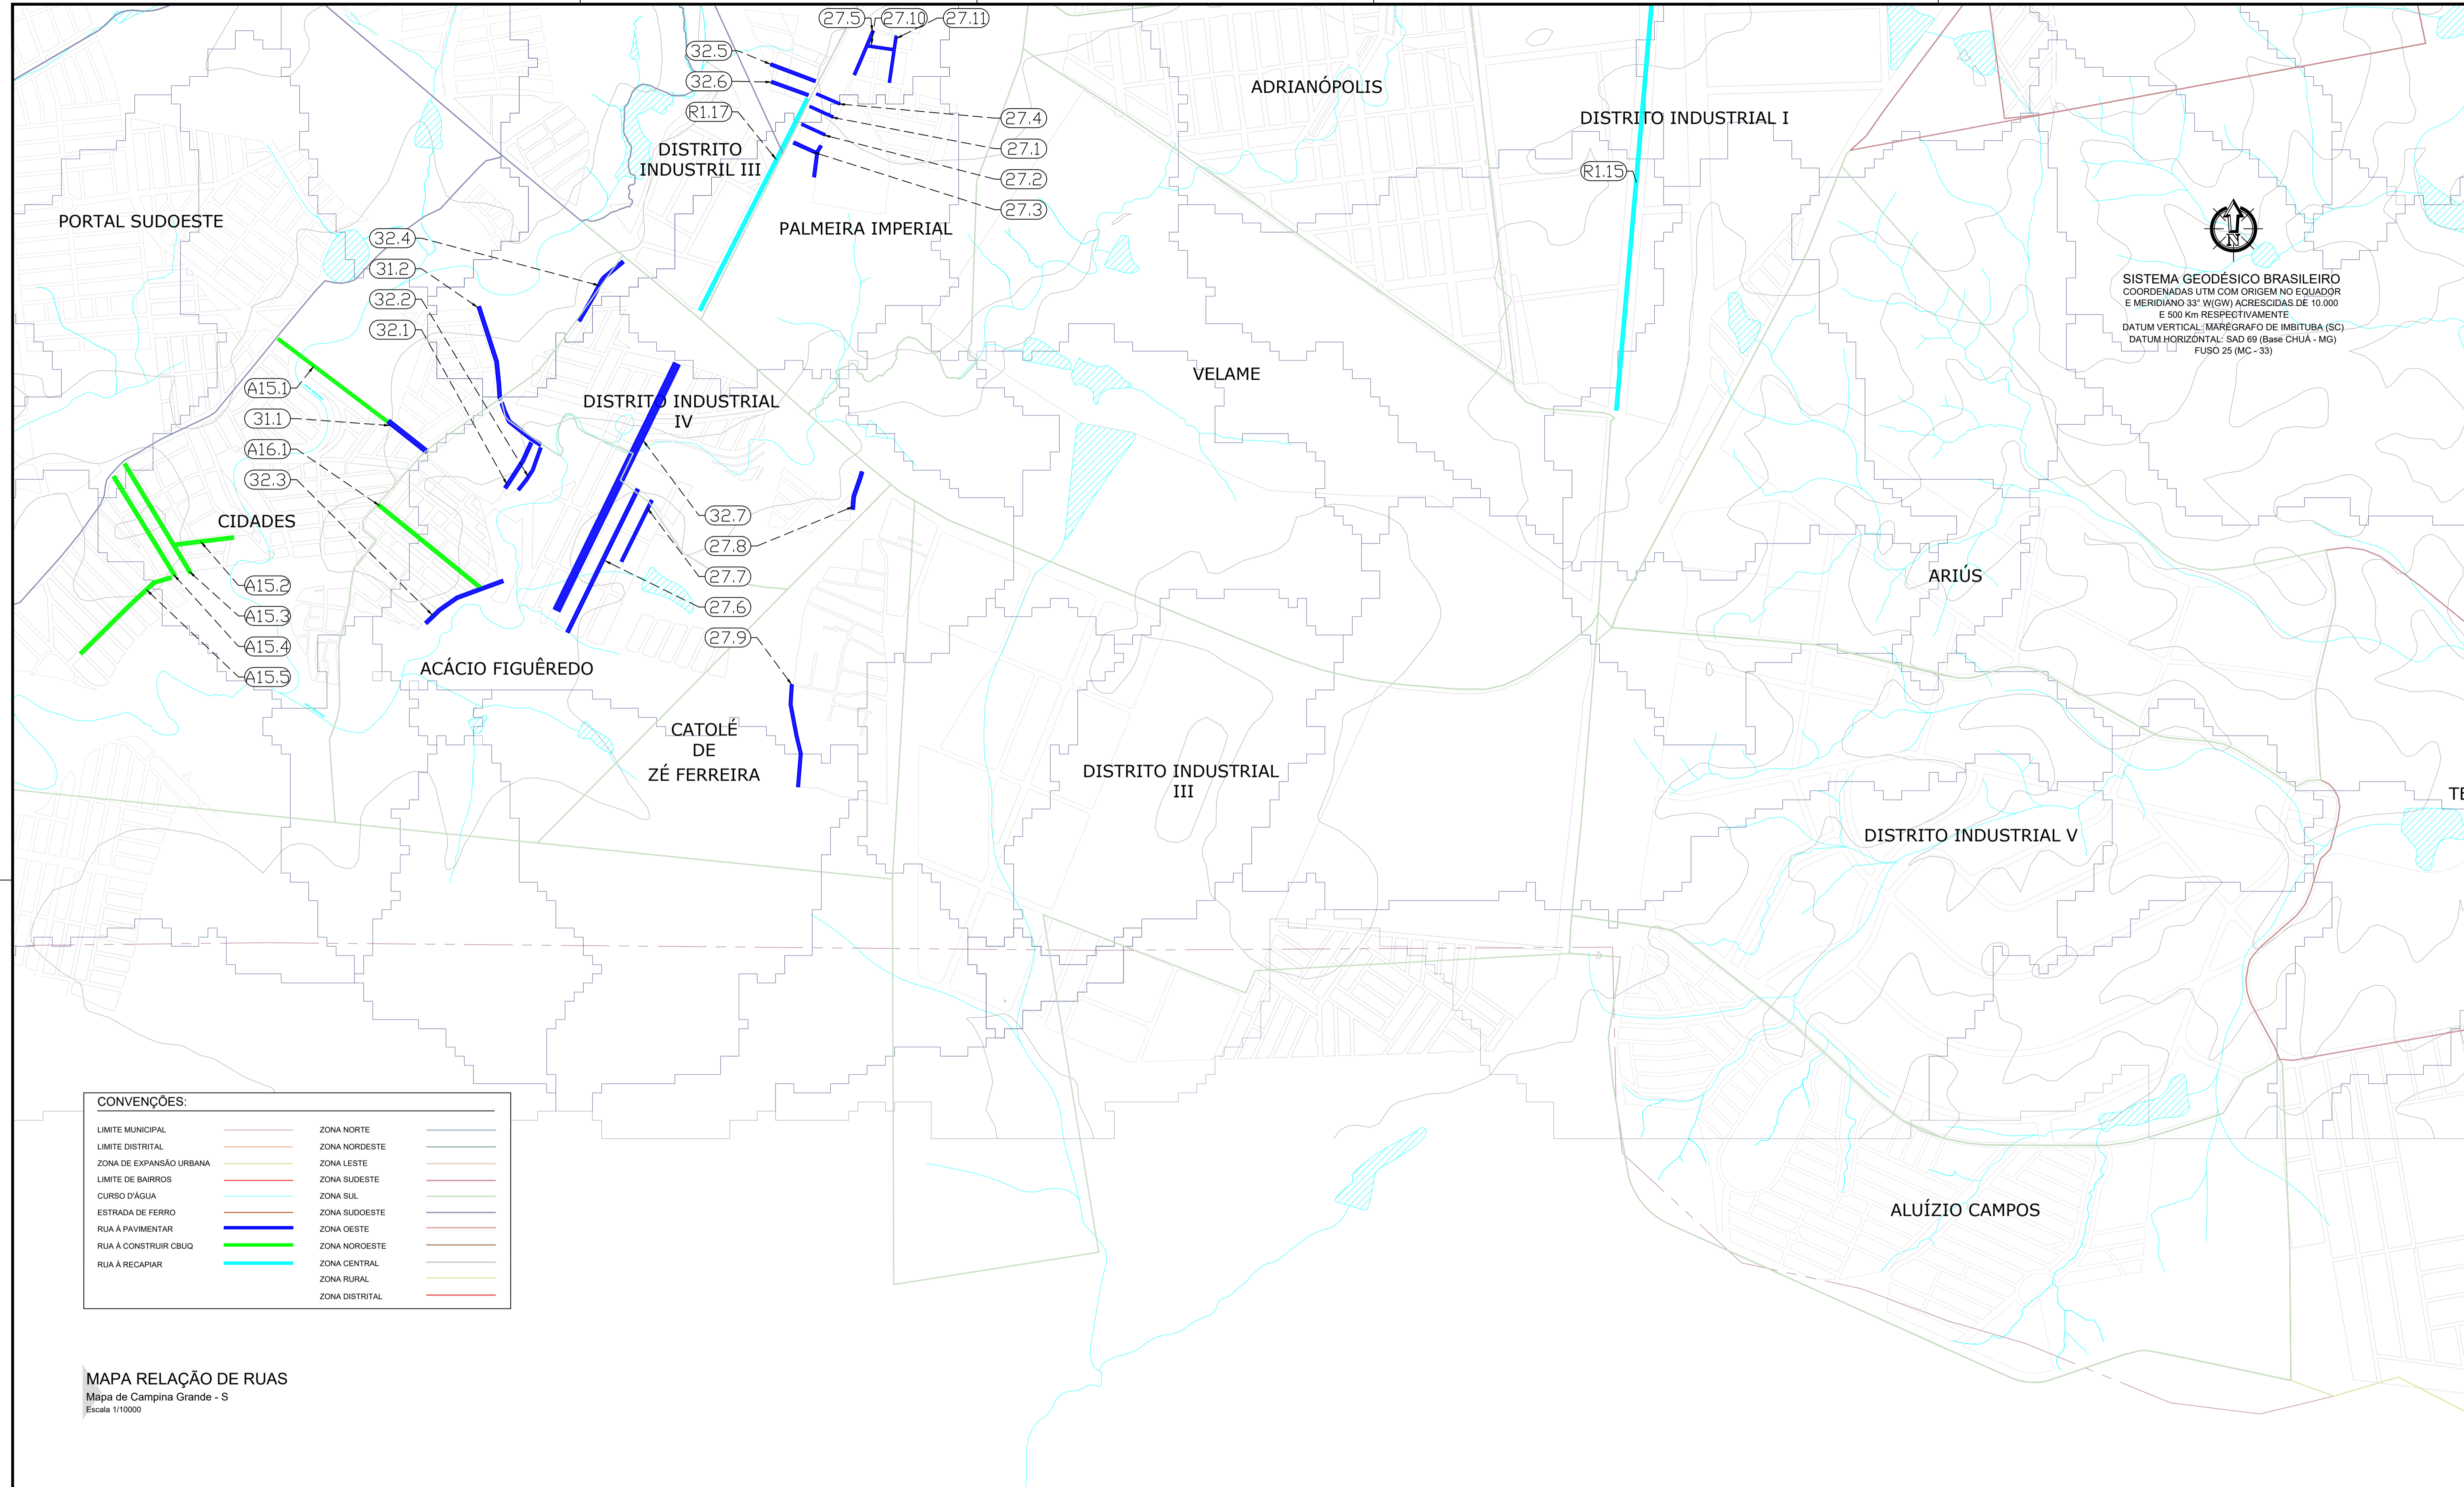 27.5
27.10
27.11
32.5
32.6
R1.17
27.4
27.1
27.2
27.3
ADRIANÓPOLIS
DISTRITO INDUSTRIAL I
R1.15
DISTRITO
INDUSTRIL III
PORTAL SUDOESTE
PALMEIRA IMPERIAL
32.4
31.2
32.2
32.1
N
SISTEMA GEODÉSICO BRASILEIRO
COORDENADAS UTM COM ORIGEM NO EQUADOR
E MERIDIANO 33° W(GW) ACRESCIDAS DE 10.000
E 500 Km RESPECTIVAMENTE
DATUM VERTICAL: MARÉGRAFO DE IMBITUBA (SC)
DATUM HORIZONTAL: SAD 69 (Base CHUÁ - MG)
FUSO 25 (MC - 33)
VELAME
A15.1
31.1
A16.1
32.3
DISTRITO INDUSTRIAL
IV
CIDADES
32.7
27.8
27.7
27.6
27.9
A15.2
A15.3
A15.4
A15.5
ARIÚS
ACÁCIO FIGUÊREDO
CATOLÉ
DE
ZÉ FERREIRA
DISTRITO INDUSTRIAL
III
TE
DISTRITO INDUSTRIAL V
ALUÍZIO CAMPOS
CONVENÇÕES:
LIMITE MUNICIPAL
LIMITE DISTRITAL
ZONA DE EXPANSÃO URBANA
LIMITE DE BAIRROS
CURSO D'ÁGUA
ESTRADA DE FERRO
RUA À PAVIMENTAR
RUA À CONSTRUIR CBUQ
RUA À RECAPIAR
ZONA NORTE
ZONA NORDESTE
ZONA LESTE
ZONA SUDESTE
ZONA SUL
ZONA SUDOESTE
ZONA OESTE
ZONA NOROESTE
ZONA CENTRAL
ZONA RURAL
ZONA DISTRITAL
MAPA RELAÇÃO DE RUAS
Mapa de Campina Grande - S
Escala 1/10000